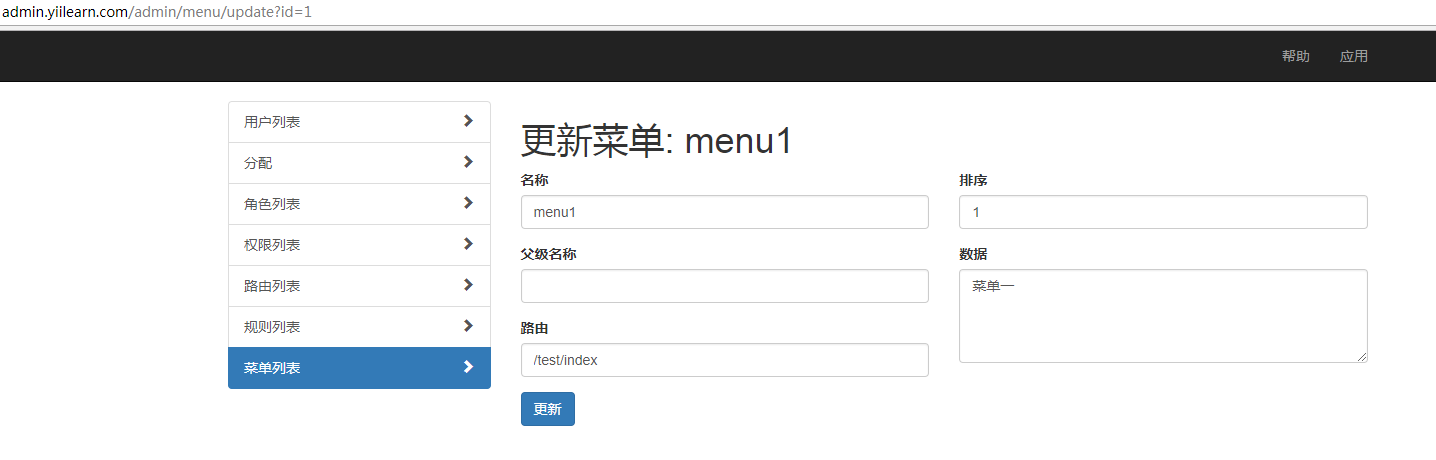 admin.yiilearn.com/admin/menu/update?id=1
帮助 应用
用户列表
分配
角色列表
权限列表
路由列表
规则列表
菜单列表
更新菜单: menu1
名称
menu1
父级名称
路由
/test/index
更新
排序
1
数据
菜单一